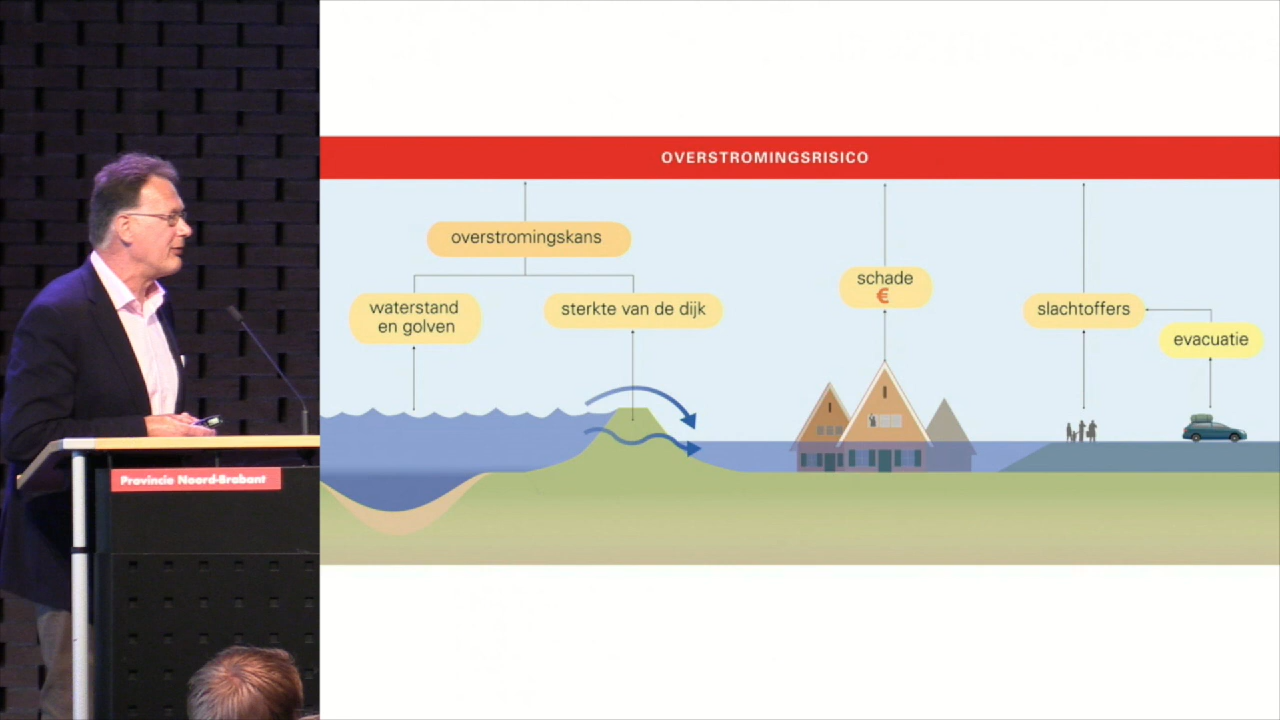 OVERSTROMINGSRISICO
overstromingskans
waterstand
en golven
sterkte van de dijk
schade
€
slachtoffers
evacuatie
Provincie Noord-Brabant